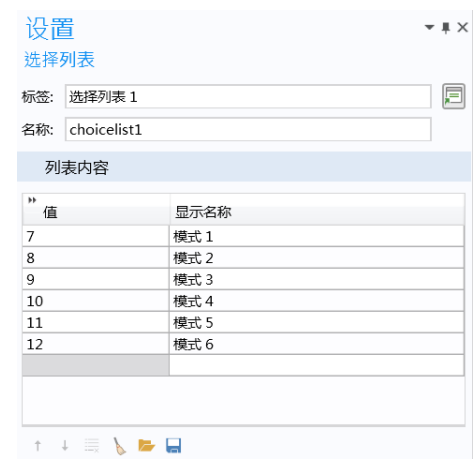 设置
选择列表
标签: 选择列表 1
名称: choicelist1
列表内容
值 显示名称
7 模式 1
8 模式 2
9 模式 3
10 模式 4
11 模式 5
12 模式 6